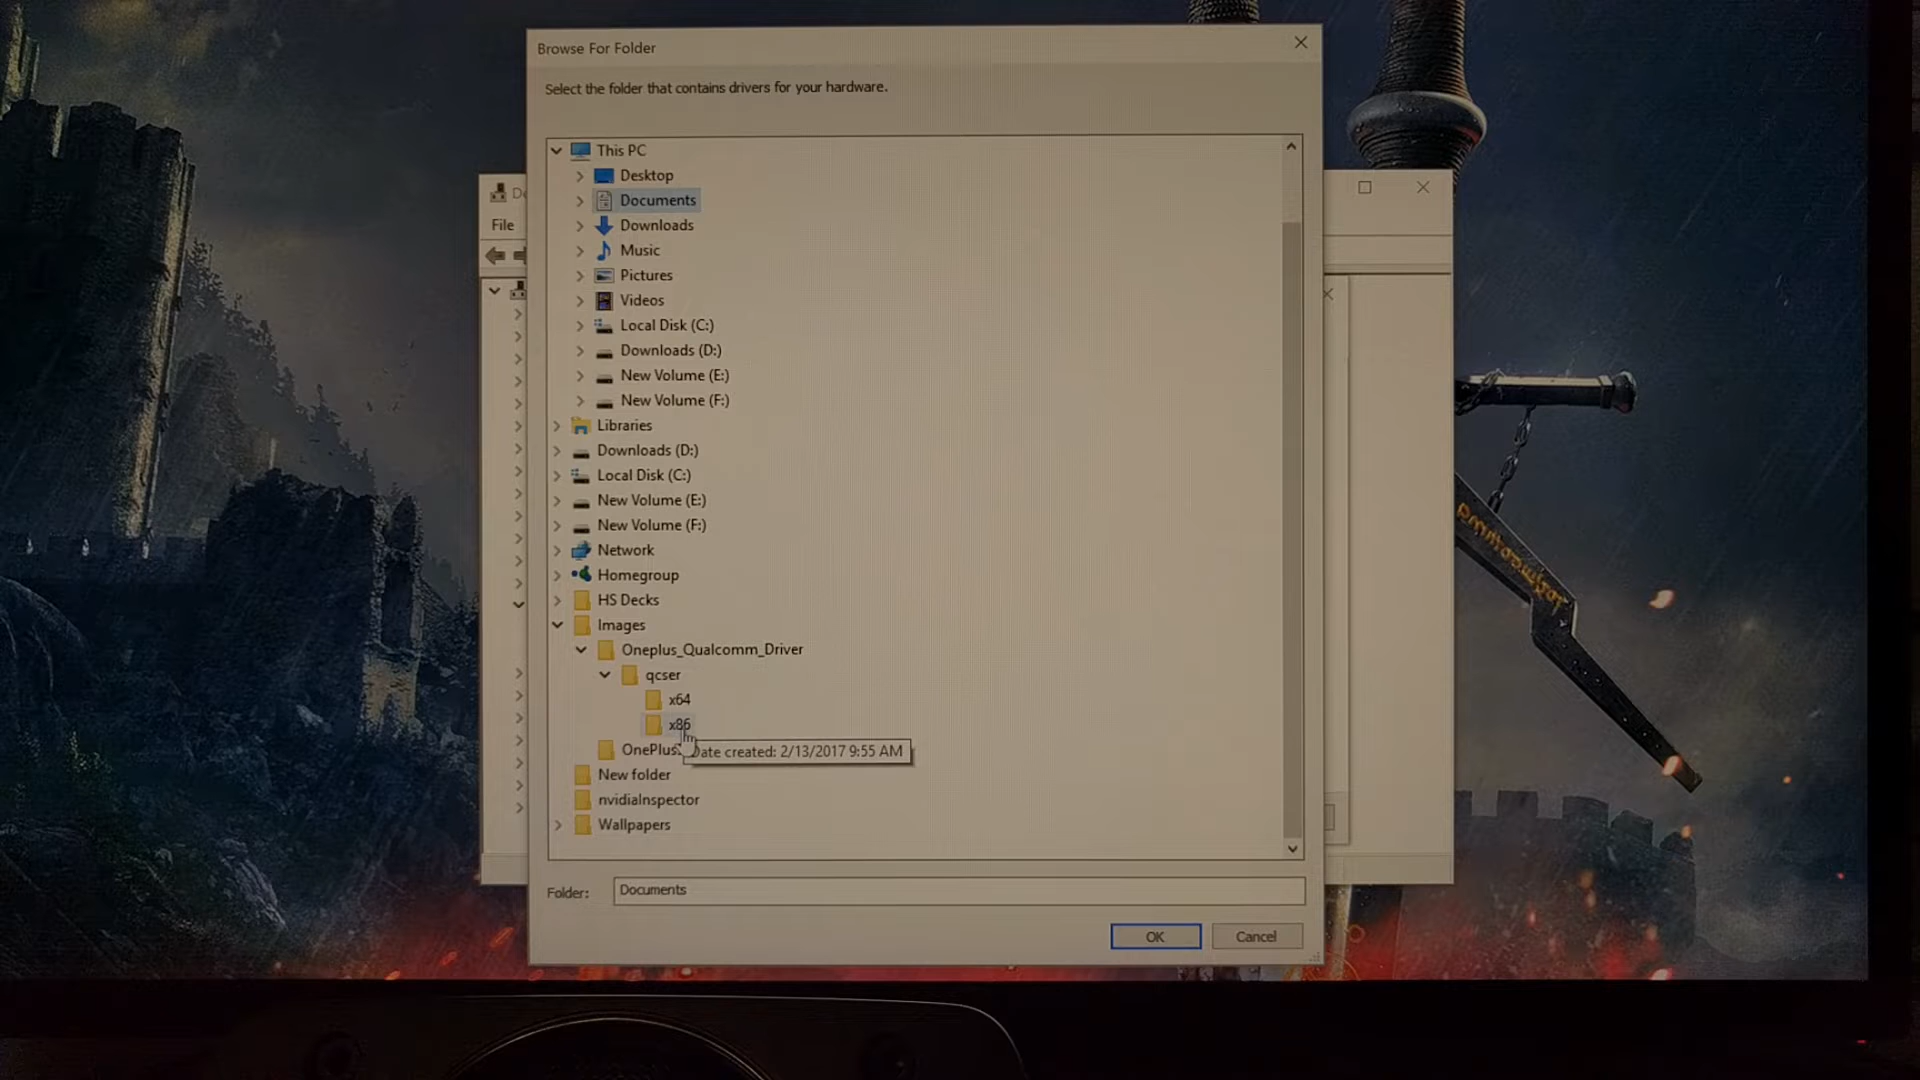 Browse For Folder
Select the folder that contains drivers for your hardware.
This PC
Desktop
Documents
Downloads
Music
Pictures
Videos
Local Disk (C:)
Downloads (D:)
New Volume (E:)
New Volume (F:)
Libraries
Downloads (D:)
Local Disk (C:)
New Volume (E:)
New Volume (F:)
Network
Homegroup
HS Decks
Images
Oneplus_Qualcomm_Driver
qcser
x64
x86
OnePlus
Date created: 2/13/2017 9:55 AM
New folder
nvidiaInspector
Wallpapers
Folder:
Documents
OK
Cancel
File